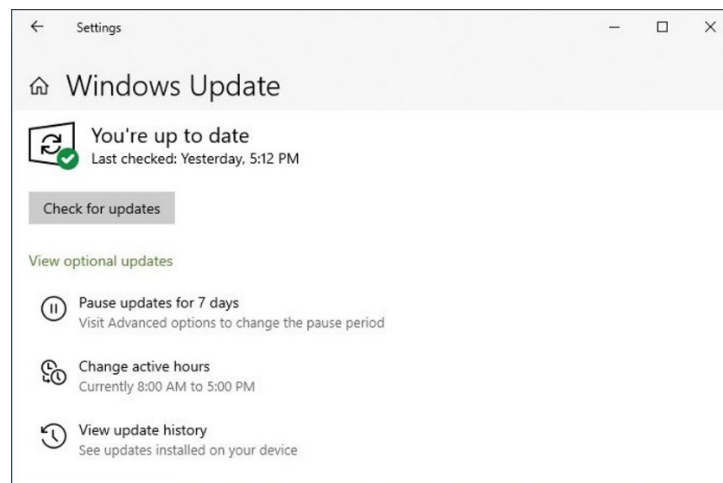 Settings
Windows Update
You're up to date
Last checked: Yesterday, 5:12 PM
Check for updates
View optional updates
Pause updates for 7 days
Visit Advanced options to change the pause period
Change active hours
Currently 8:00 AM to 5:00 PM
View update history
See updates installed on your device